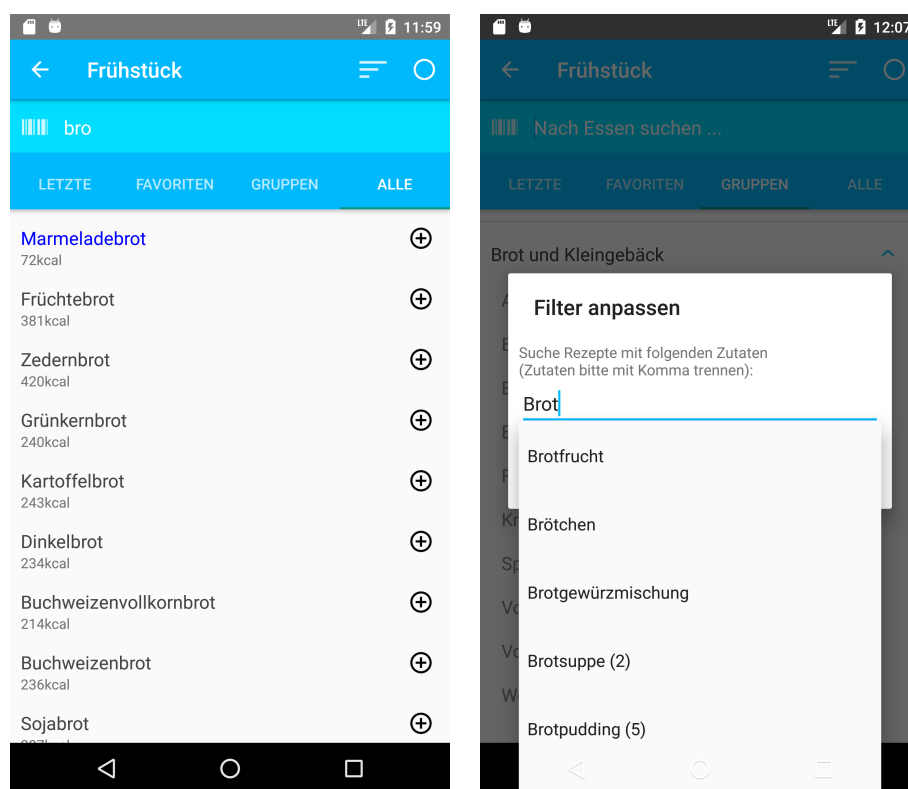 LTE 11:59
Frühstück
bro
LETZTE FAVORITEN GRUPPEN ALLE
Marmeladebrot
72kcal
Früchtebrot
381kcal
Zedernbrot
420kcal
Grünkernbrot
240kcal
Kartoffelbrot
243kcal
Dinkelbrot
234kcal
Buchweizenvollkornbrot
214kcal
Buchweizenbrot
236kcal
Sojabrot
LTE 12:07
Frühstück
Nach Essen suchen ...
LETZTE FAVORITEN GRUPPEN ALLE
Brot und Kleingebäck
Filter anpassen
Suche Rezepte mit folgenden Zutaten
(Zutaten bitte mit Komma trennen):
Brot
Brotfrucht
Brötchen
Brotgewürzmischung
Brotsuppe (2)
Brotpudding (5)